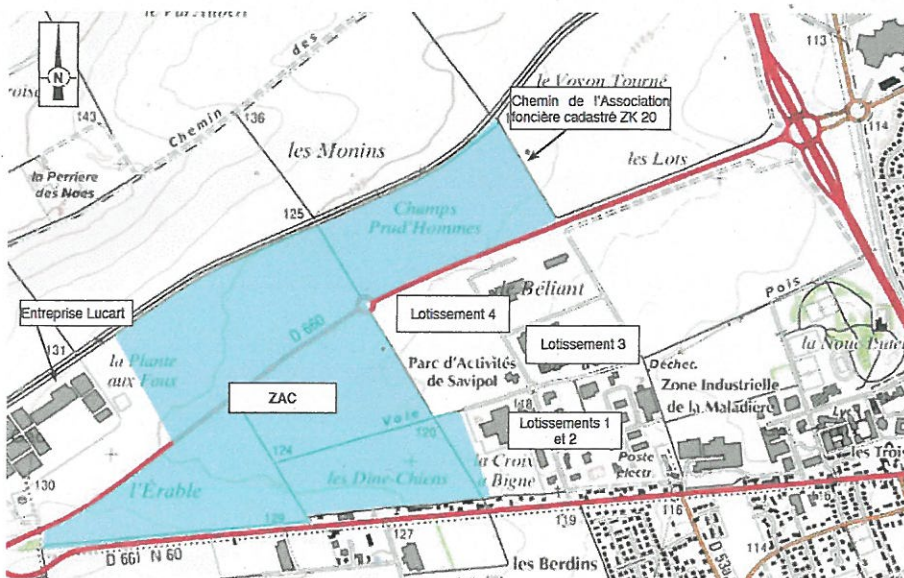 des
113
N
le Voyon Tourné
Chemin de l'Association
foncière cadastré ZK 20
143
Chemin
136
114
les Monins
les Lots
la Perriere
des Noes
Champs
Prud'Hommes
125
le Béliant
Pois
Entreprise Lucart
D 660
Lotissement 4
131
la Plante
aux Eaux
Lotissement 3
Parc d'Activités
de Savipol
Déchet.
ZAC
Zone Industrielle
de la Maladière
118
Voie
120
Lotissements 1
et 2
124
la Croix
a Bigne
Poste
électr.
les Dine-Chiens
130
l'Érable
129
116
119
D 661 N 60
127
114
les Berdins